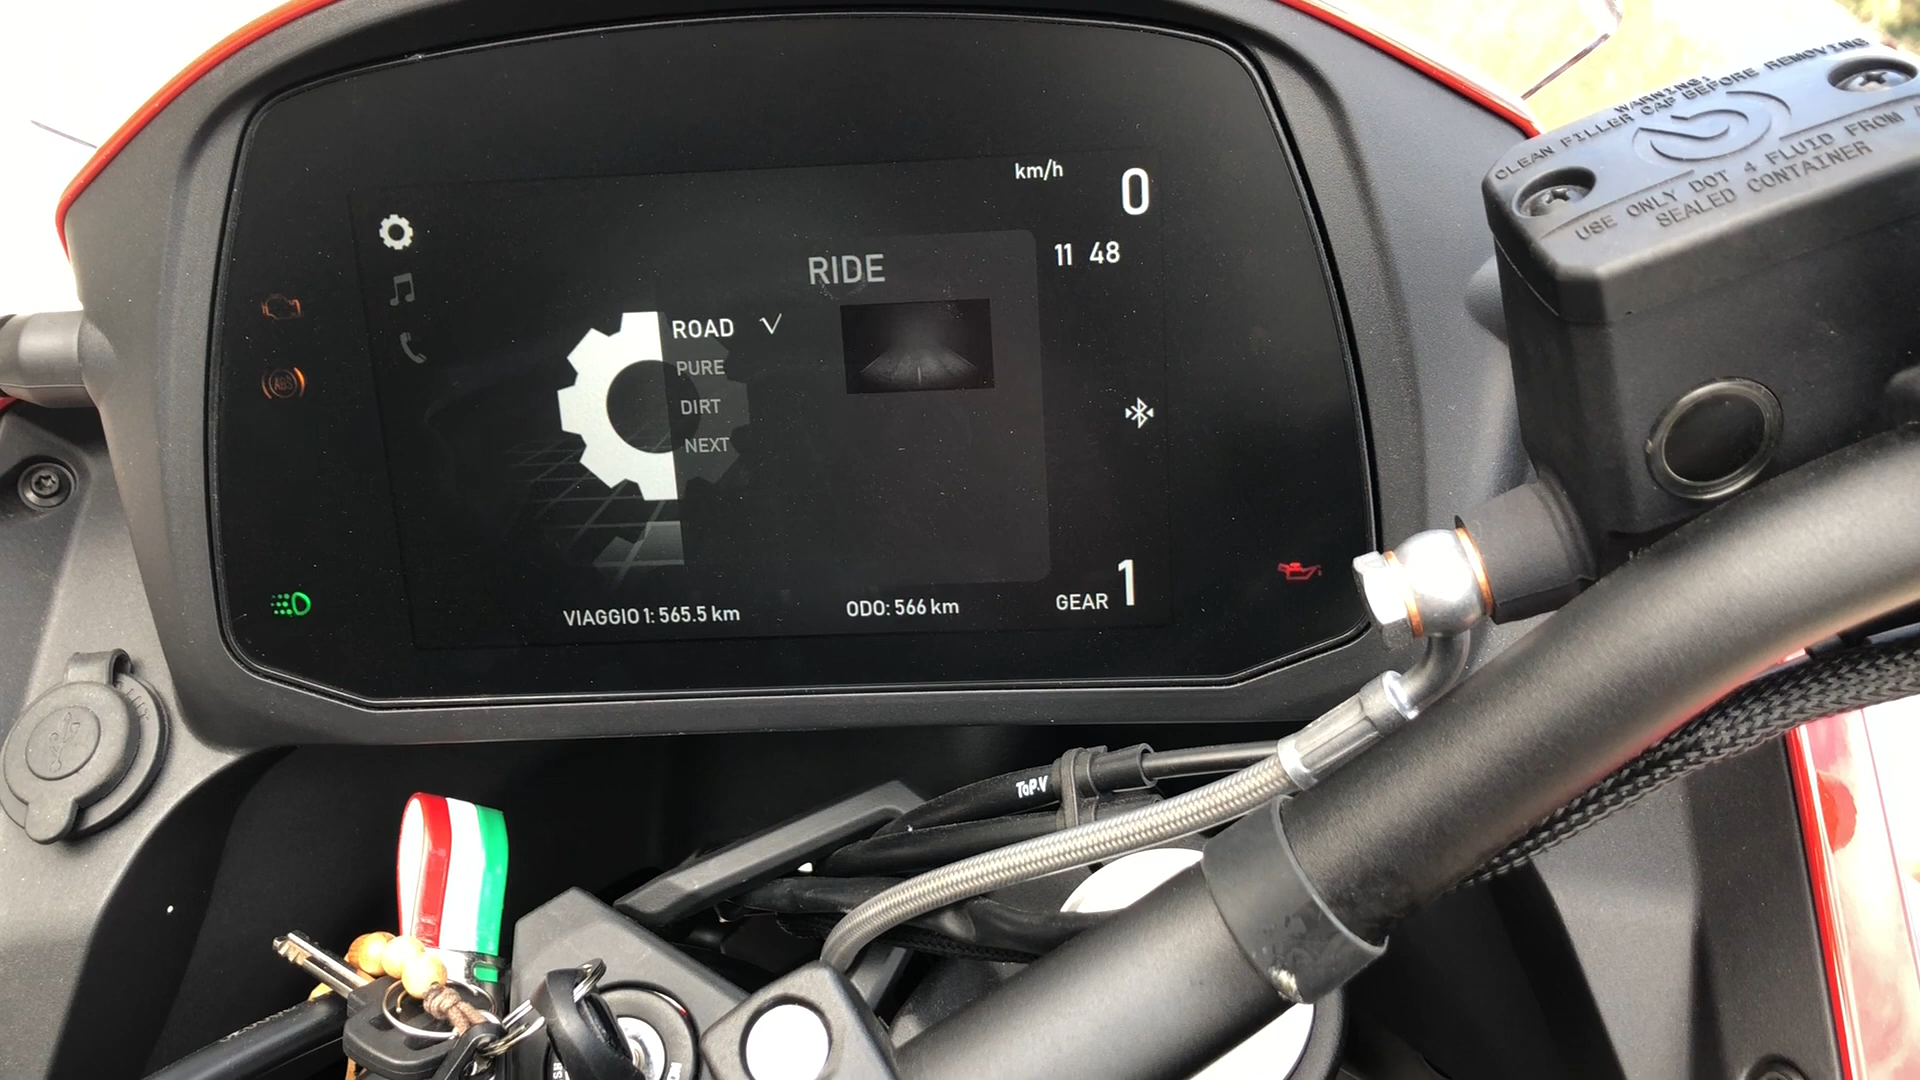 km/h
0
11 48
RIDE
ROAD √
PURE
DIRT
NEXT
ABS
VIAGGIO 1: 565.5 km
ODO: 566 km
GEAR 1
WARNING!
CLEAN FILLER CAP BEFORE REMOVING
USE ONLY DOT 4 FLUID FROM
SEALED CONTAINER
ToP.V